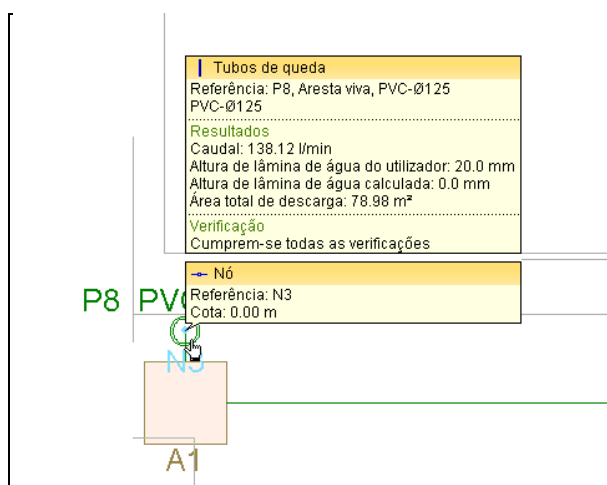 Tubos de queda
Referência: P8, Aresta viva, PVC-Ø125
PVC-Ø125
Resultados
Caudal: 138.12 l/min
Altura de lâmina de água do utilizador: 20.0 mm
Altura de lâmina de água calculada: 0.0 mm
Área total de descarga: 78.98 m²
Verificação
Cumprem-se todas as verificações
Nó
Referência: N3
Cota: 0.00 m
P8 PV
N3
A1